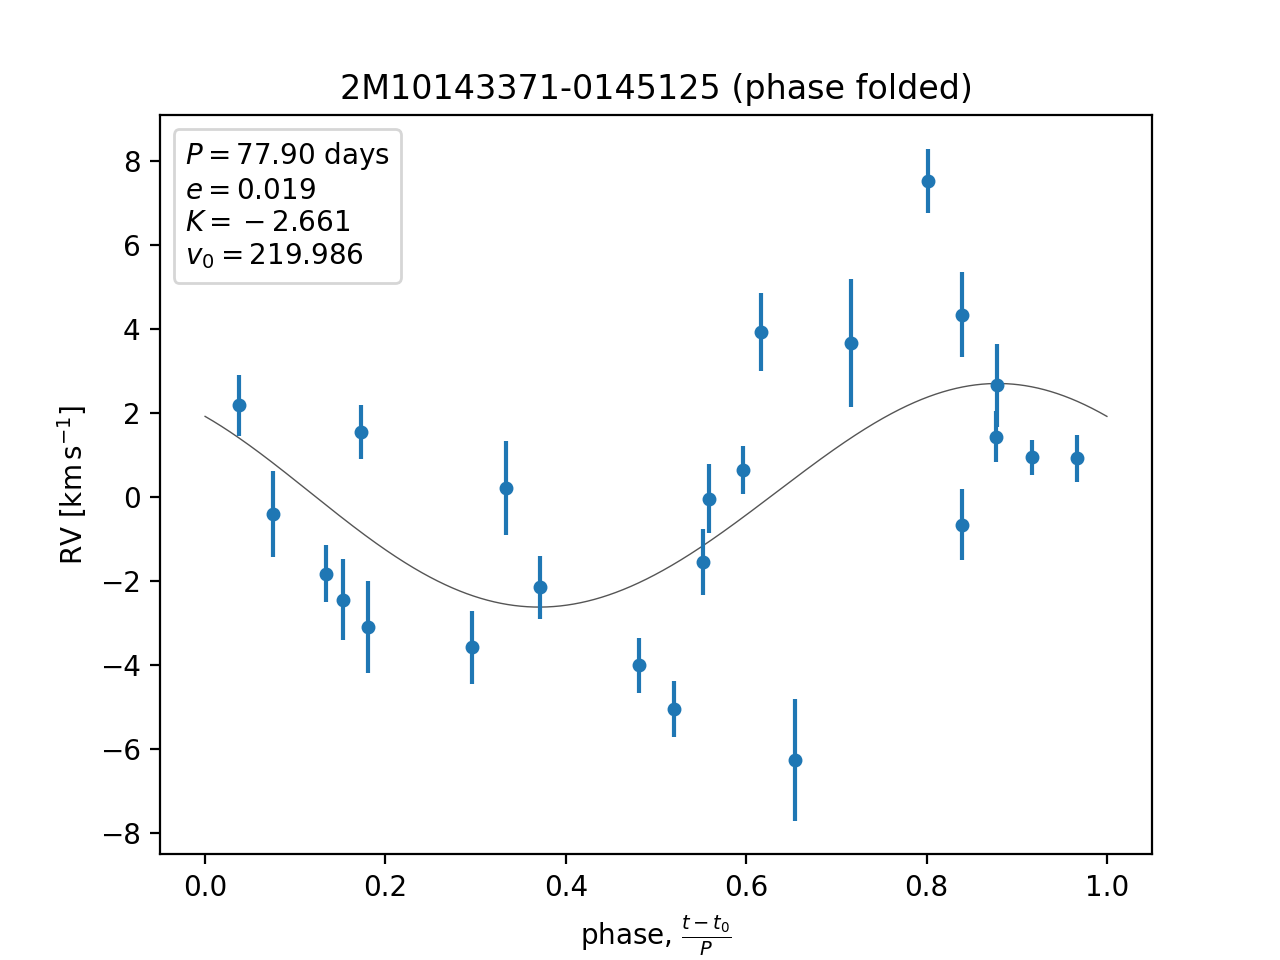 2M10143371-0145125 (phase folded)
P = 77.90 days
e = 0.019
K = −2.661
v₀ = 219.986
8
6
4
2
0
−2
−4
−6
−8
RV [km s⁻¹]
0.0 0.2 0.4 0.6 0.8 1.0
phase, (t − t₀)/P